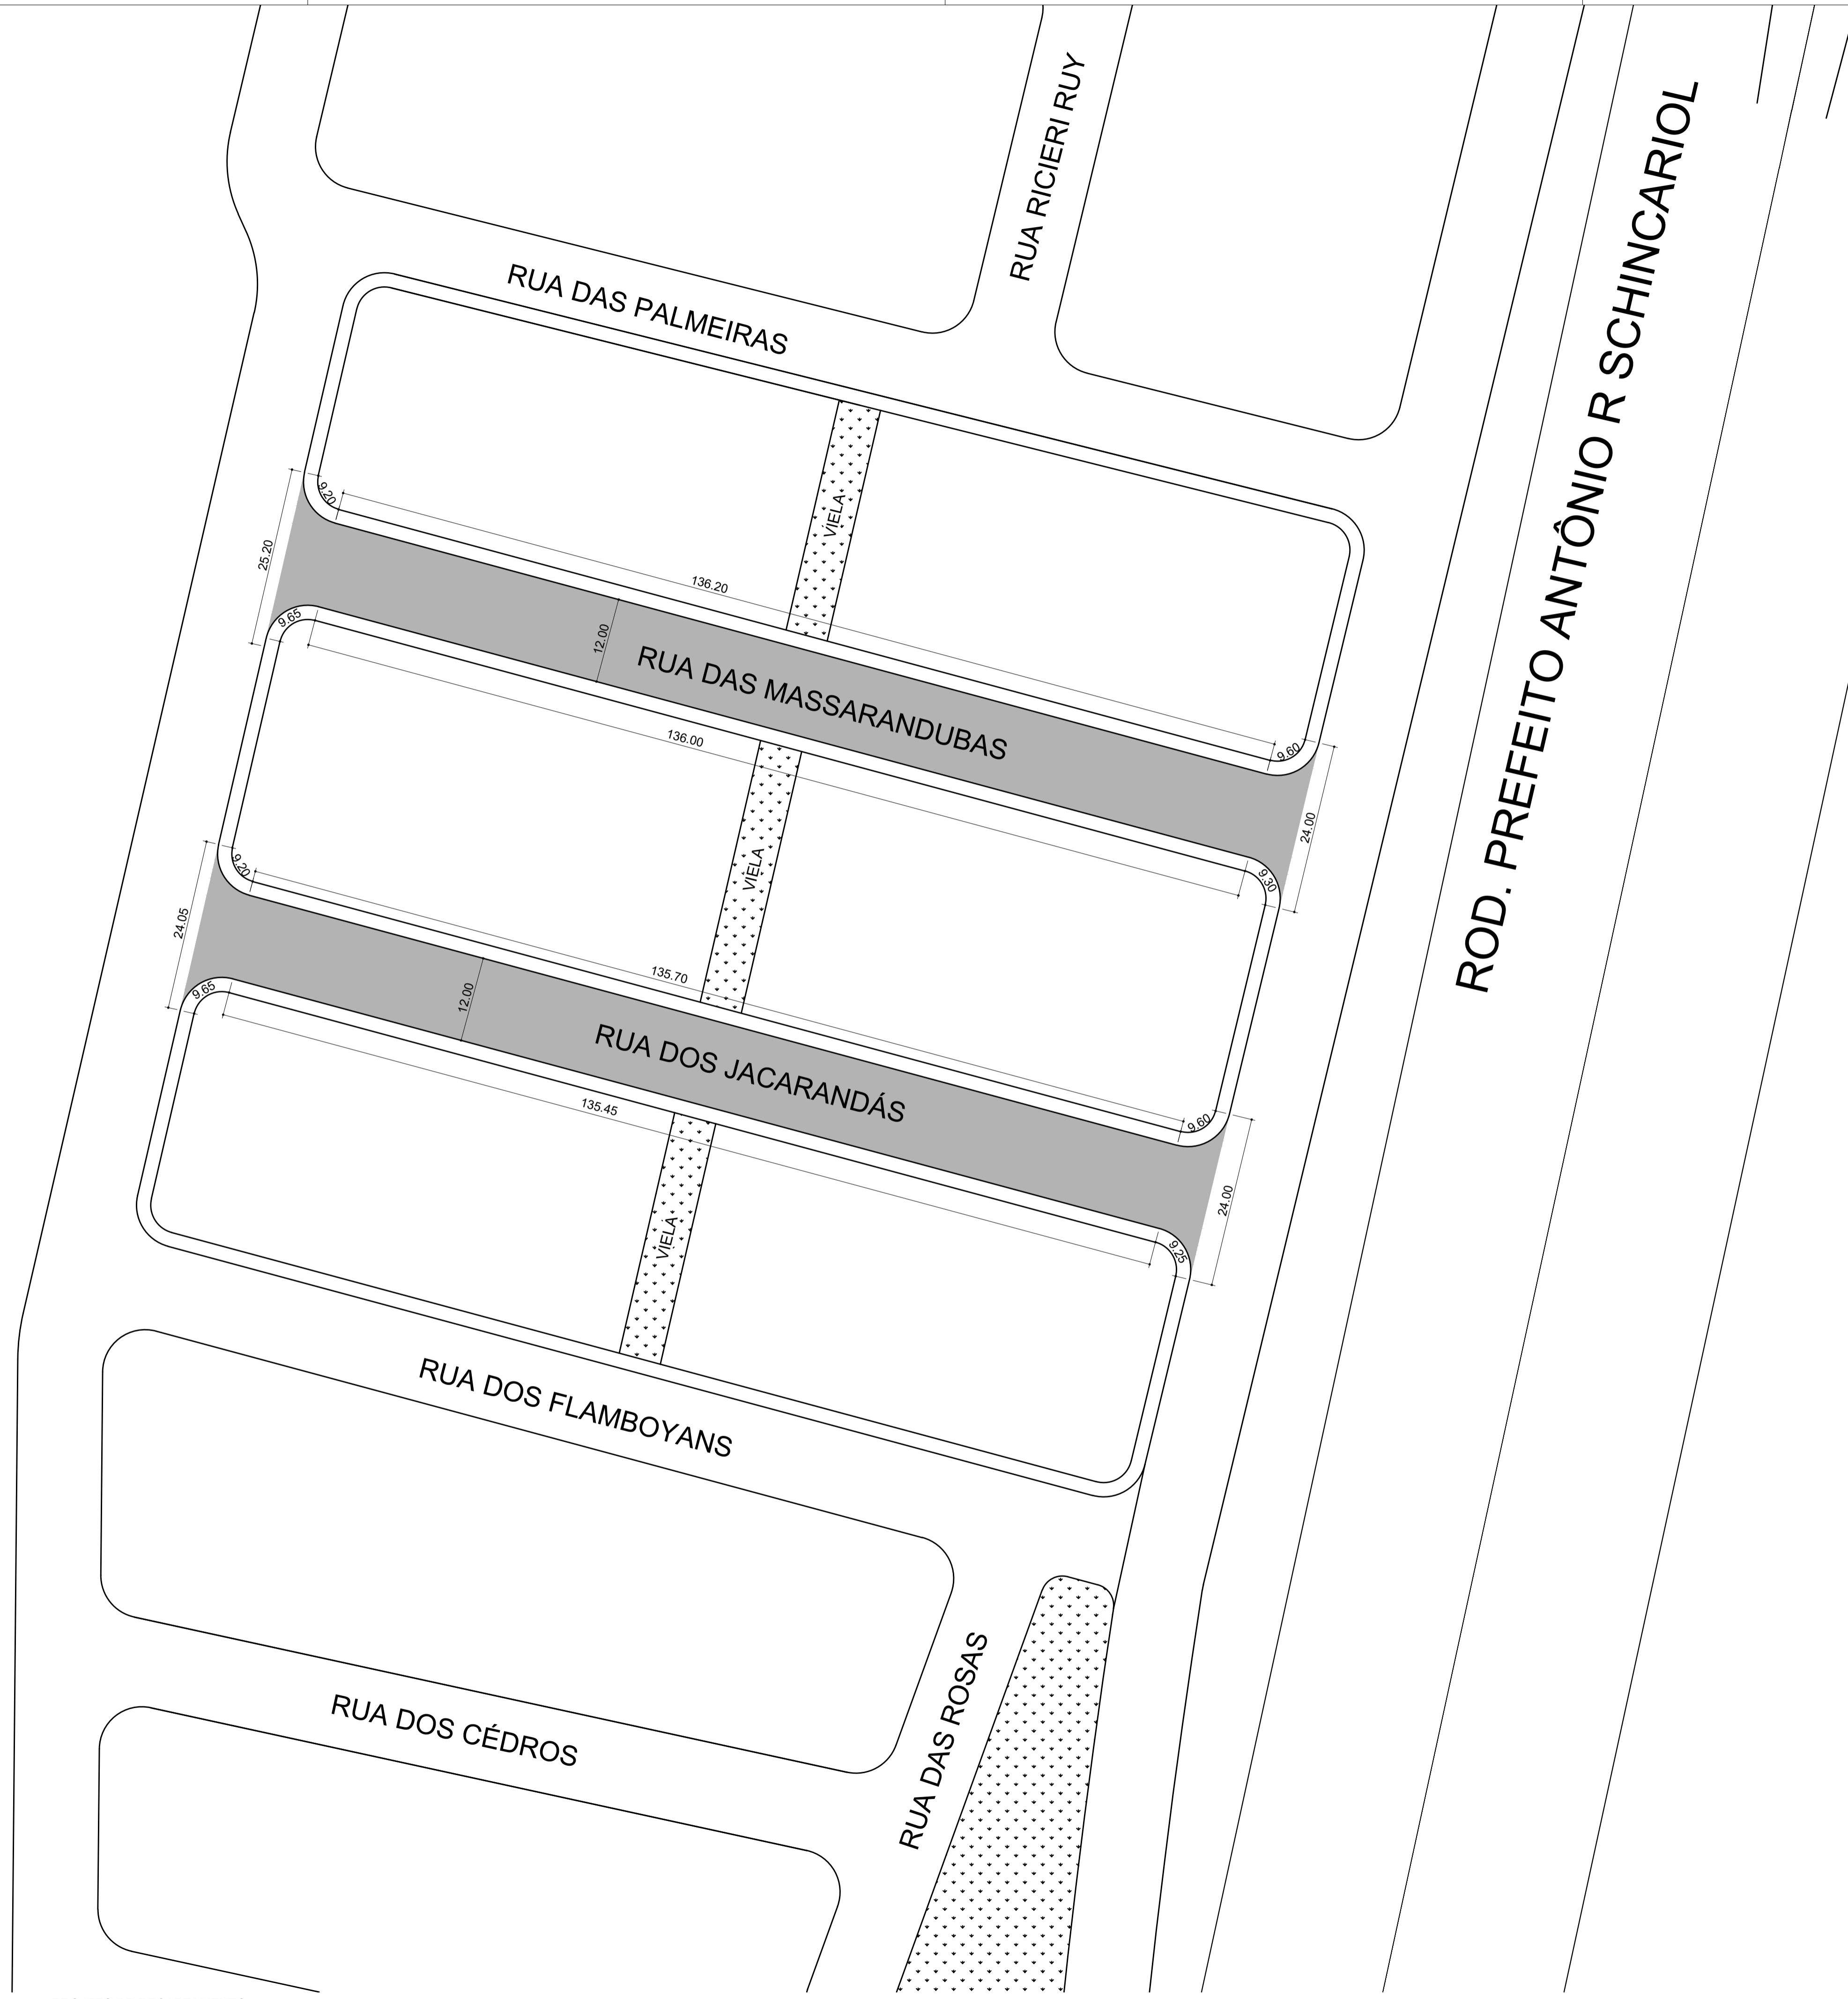 RUA RICIERI RUY
ROD. PREFEITO ANTÔNIO R SCHINCARIOL
RUA DAS PALMEIRAS
VIELA
9.20
25.20
136.20
9.65
12.00
RUA DAS MASSARANDUBAS
136.00
9.60
24.00
VIELA
9.30
9.20
24.05
135.70
9.65
12.00
RUA DOS JACARANDÁS
135.45
9.60
24.00
VIELA
9.25
RUA DOS FLAMBOYANS
RUA DAS ROSAS
RUA DOS CÉDROS